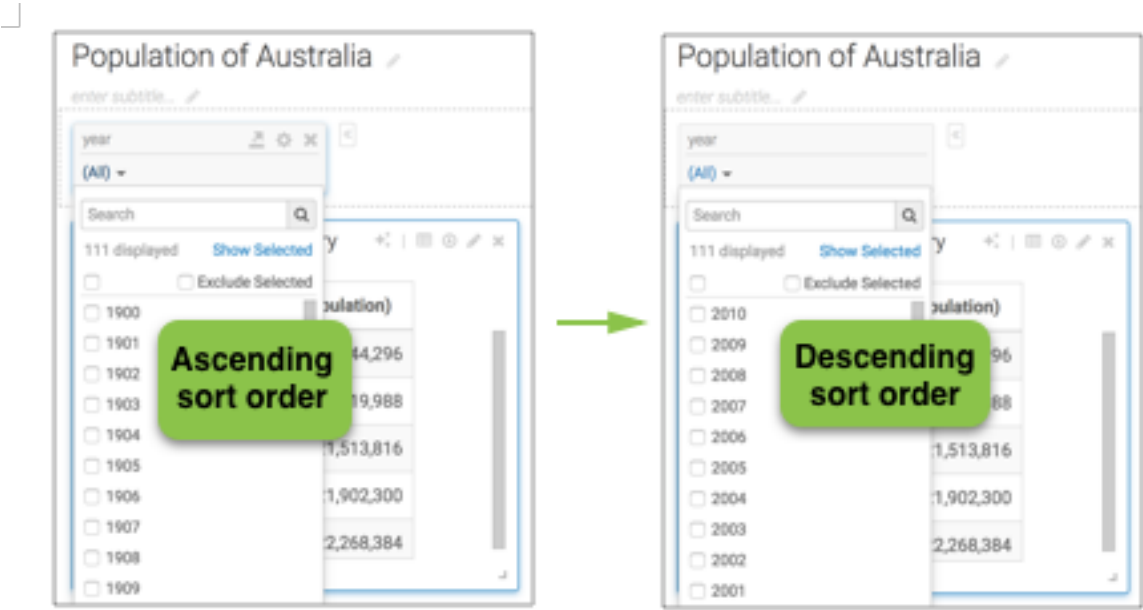 Population of Australia
enter subtitle...
year
(All)
Search
111 displayed Show Selected
Exclude Selected
1900
1901
1902
1903
1904
1905
1906
1907
1908
1909
ry
pulation)
44,296
19,988
1,513,816
1,902,300
2,268,384
Ascending
sort order
Population of Australia
enter subtitle...
year
(All)
Search
111 displayed Show Selected
Exclude Selected
2010
2009
2008
2007
2006
2005
2004
2003
2002
2001
ry
pulation)
96
88
1,513,816
1,902,300
2,268,384
Descending
sort order